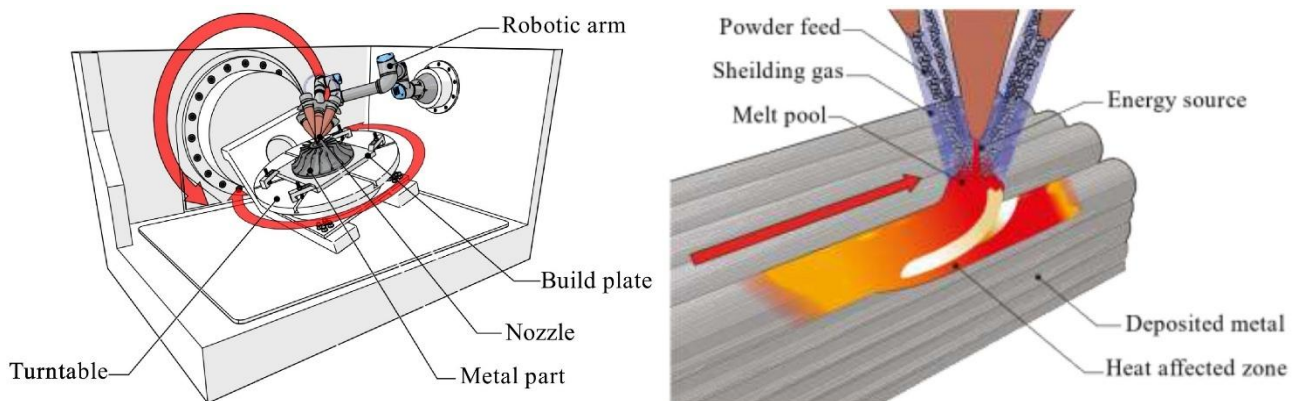 Robotic arm
Build plate
Nozzle
Turntable
Metal part
Powder feed
Sheilding gas
Melt pool
Energy source
Deposited metal
Heat affected zone